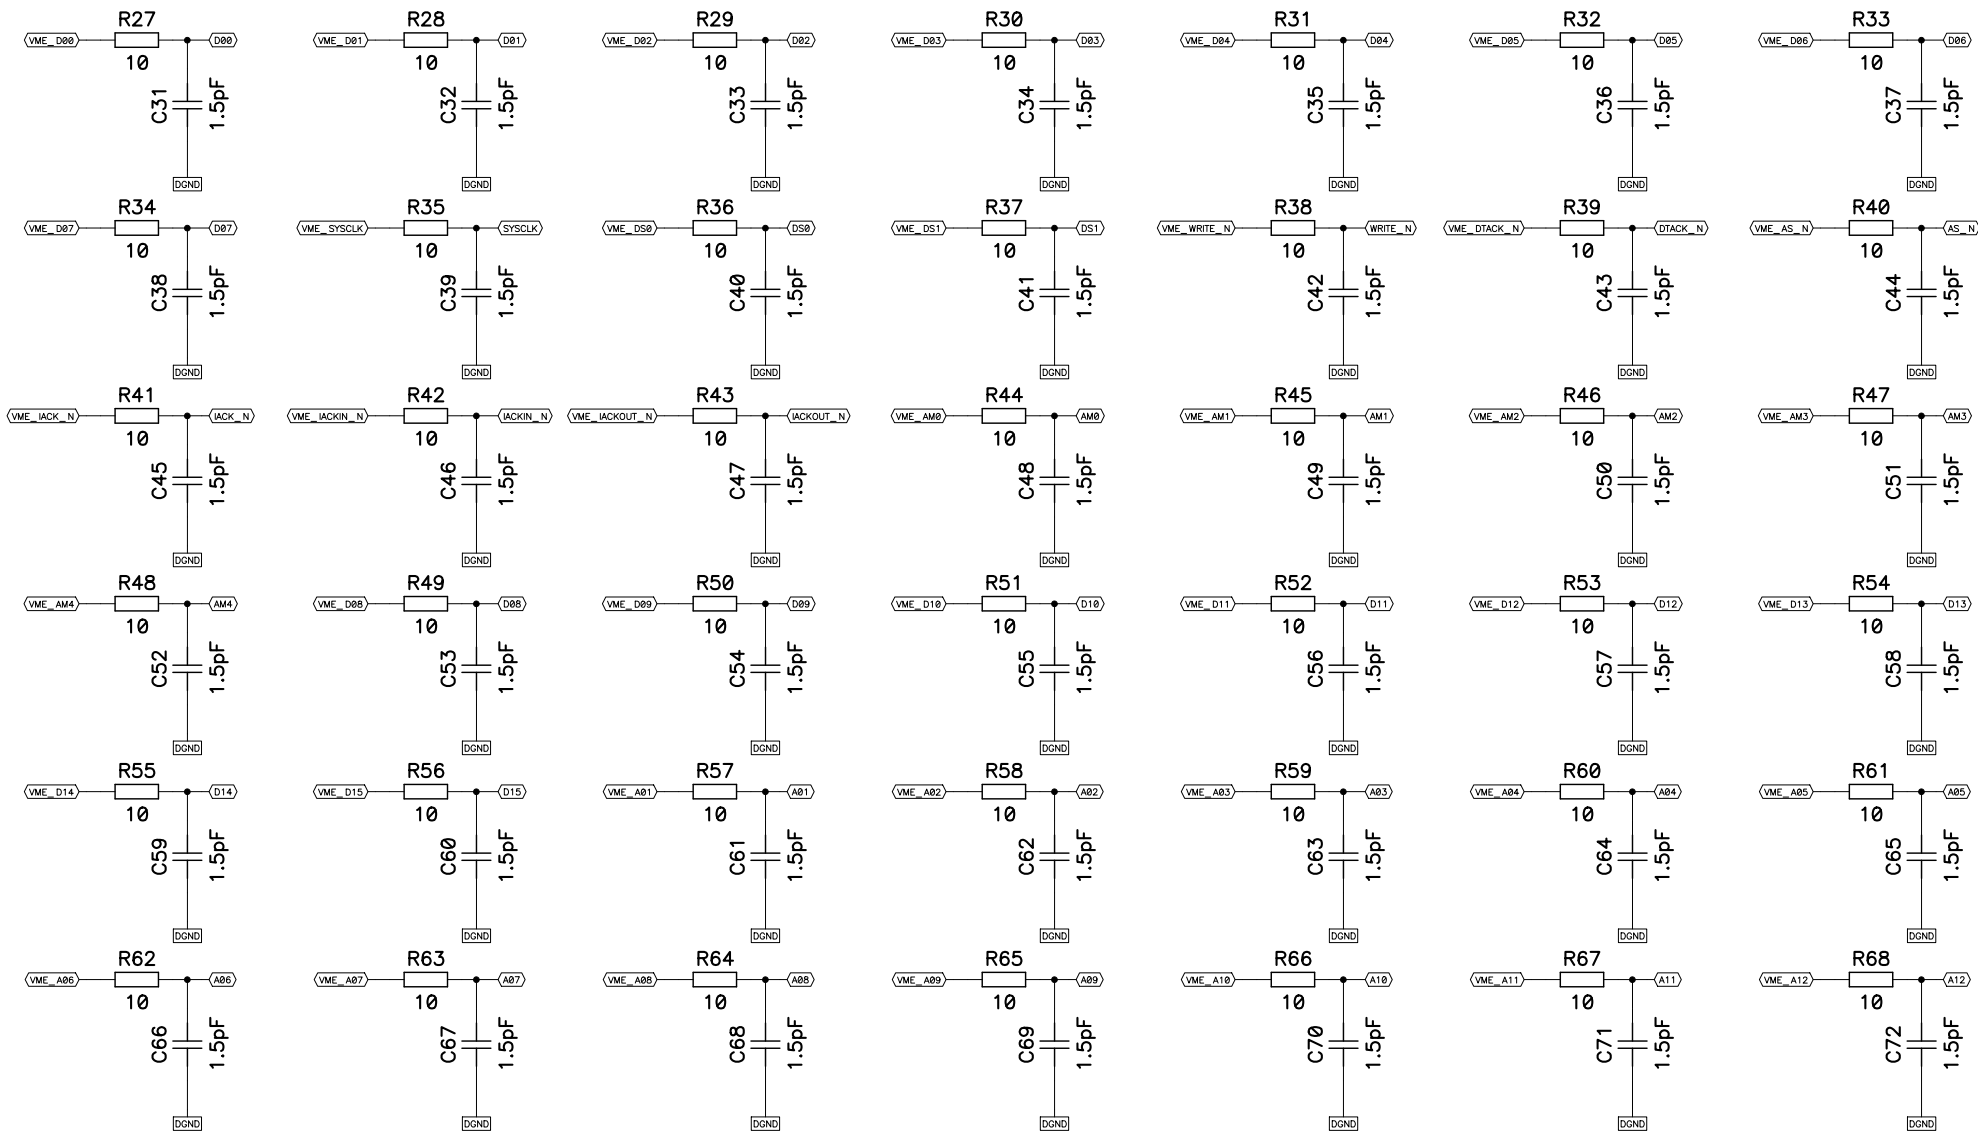 R27 R28 R29 R30 R31 R32 R33
VME_D00 D00 VME_D01 D01 VME_D02 D02 VME_D03 D03 VME_D04 D04 VME_D05 D05 VME_D06 D06
10 10 10 10 10 10 10
C31 1.5pF C32 1.5pF C33 1.5pF C34 1.5pF C35 1.5pF C36 1.5pF C37 1.5pF
DGND DGND DGND DGND DGND DGND DGND
R34 R35 R36 R37 R38 R39 R40
VME_D07 D07 VME_SYSCLK SYSCLK VME_DS0 DS0 VME_DS1 DS1 VME_WRITE_N WRITE_N VME_DTACK_N DTACK_N VME_AS_N AS_N
10 10 10 10 10 10 10
C38 1.5pF C39 1.5pF C40 1.5pF C41 1.5pF C42 1.5pF C43 1.5pF C44 1.5pF
DGND DGND DGND DGND DGND DGND DGND
R41 R42 R43 R44 R45 R46 R47
VME_IACK_N IACK_N VME_IACKIN_N IACKIN_N VME_IACKOUT_N IACKOUT_N VME_AM0 AM0 VME_AM1 AM1 VME_AM2 AM2 VME_AM3 AM3
10 10 10 10 10 10 10
C45 1.5pF C46 1.5pF C47 1.5pF C48 1.5pF C49 1.5pF C50 1.5pF C51 1.5pF
DGND DGND DGND DGND DGND DGND DGND
R48 R49 R50 R51 R52 R53 R54
VME_AM4 AM4 VME_D08 D08 VME_D09 D09 VME_D10 D10 VME_D11 D11 VME_D12 D12 VME_D13 D13
10 10 10 10 10 10 10
C52 1.5pF C53 1.5pF C54 1.5pF C55 1.5pF C56 1.5pF C57 1.5pF C58 1.5pF
DGND DGND DGND DGND DGND DGND DGND
R55 R56 R57 R58 R59 R60 R61
VME_D14 D14 VME_D15 D15 VME_A01 A01 VME_A02 A02 VME_A03 A03 VME_A04 A04 VME_A05 A05
10 10 10 10 10 10 10
C59 1.5pF C60 1.5pF C61 1.5pF C62 1.5pF C63 1.5pF C64 1.5pF C65 1.5pF
DGND DGND DGND DGND DGND DGND DGND
R62 R63 R64 R65 R66 R67 R68
VME_A06 A06 VME_A07 A07 VME_A08 A08 VME_A09 A09 VME_A10 A10 VME_A11 A11 VME_A12 A12
10 10 10 10 10 10 10
C66 1.5pF C67 1.5pF C68 1.5pF C69 1.5pF C70 1.5pF C71 1.5pF C72 1.5pF
DGND DGND DGND DGND DGND DGND DGND